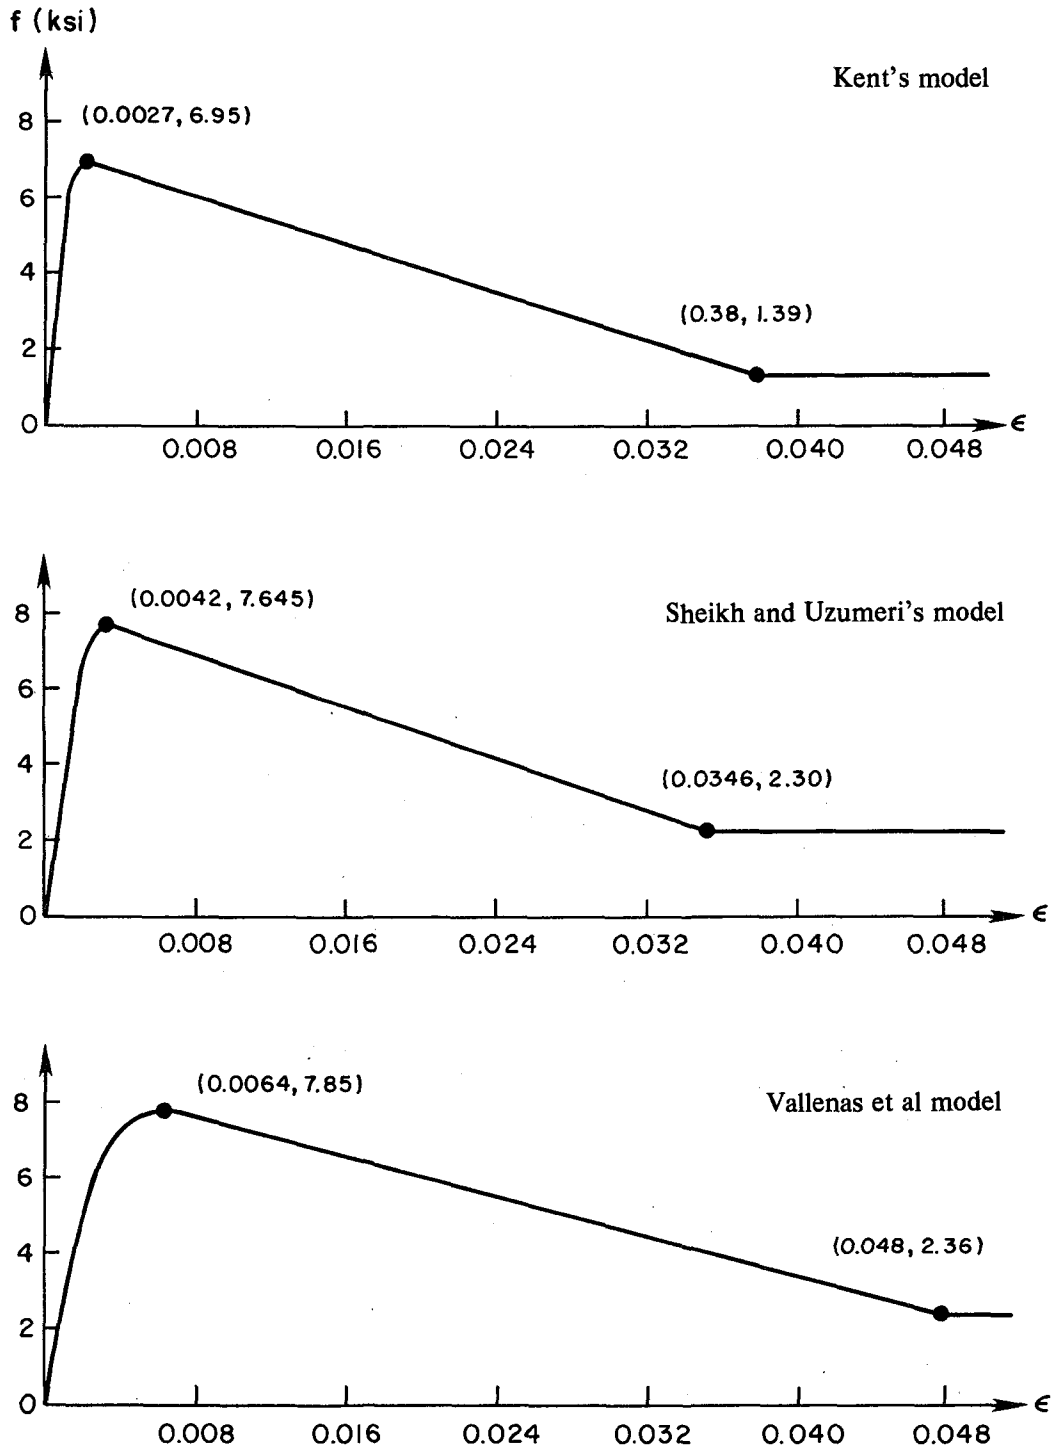 f (ksi)
Kent's model
(0.0027, 6.95)
8
6
4
(0.38, 1.39)
2
0
ϵ
0.008 0.016 0.024 0.032 0.040 0.048
(0.0042, 7.645)
Sheikh and Uzumeri's model
8
6
4
(0.0346, 2.30)
2
0
ϵ
0.008 0.016 0.024 0.032 0.040 0.048
(0.0064, 7.85)
Vallenas et al model
8
6
4
(0.048, 2.36)
2
0
ϵ
0.008 0.016 0.024 0.032 0.040 0.048